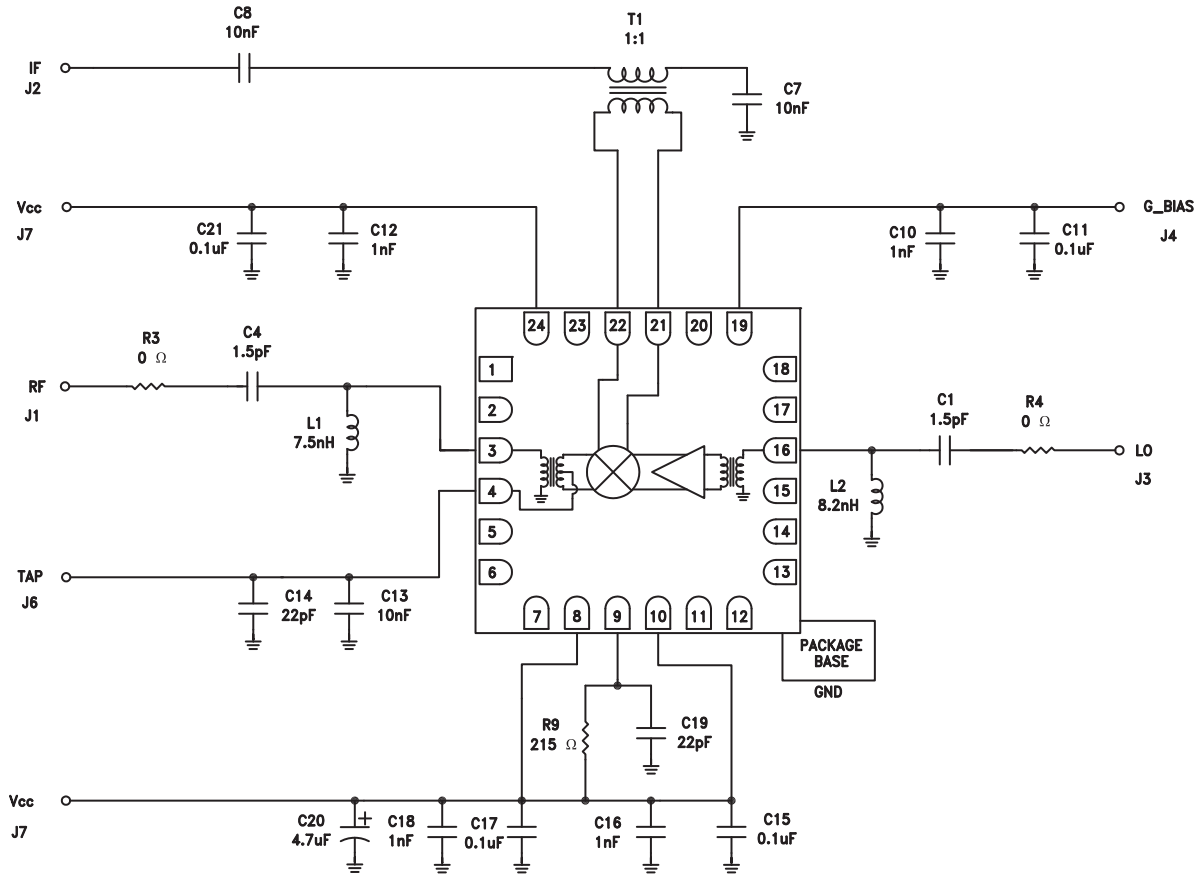 C8
10nF
T1
1:1
IF
J2
C7
10nF
Vcc
J7
C21
0.1uF
C12
1nF
G_BIAS
J4
C10
1nF
C11
0.1uF
24
23
22
21
20
19
R3
0 Ω
C4
1.5pF
RF
J1
L1
7.5nH
1
2
3
4
5
6
18
17
16
15
14
13
C1
1.5pF
R4
0 Ω
LO
J3
L2
8.2nH
TAP
J6
C14
22pF
C13
10nF
7
8
9
10
11
12
PACKAGE
BASE
GND
R9
215 Ω
C19
22pF
Vcc
J7
C20
4.7uF
+
C18
1nF
C17
0.1uF
C16
1nF
C15
0.1uF